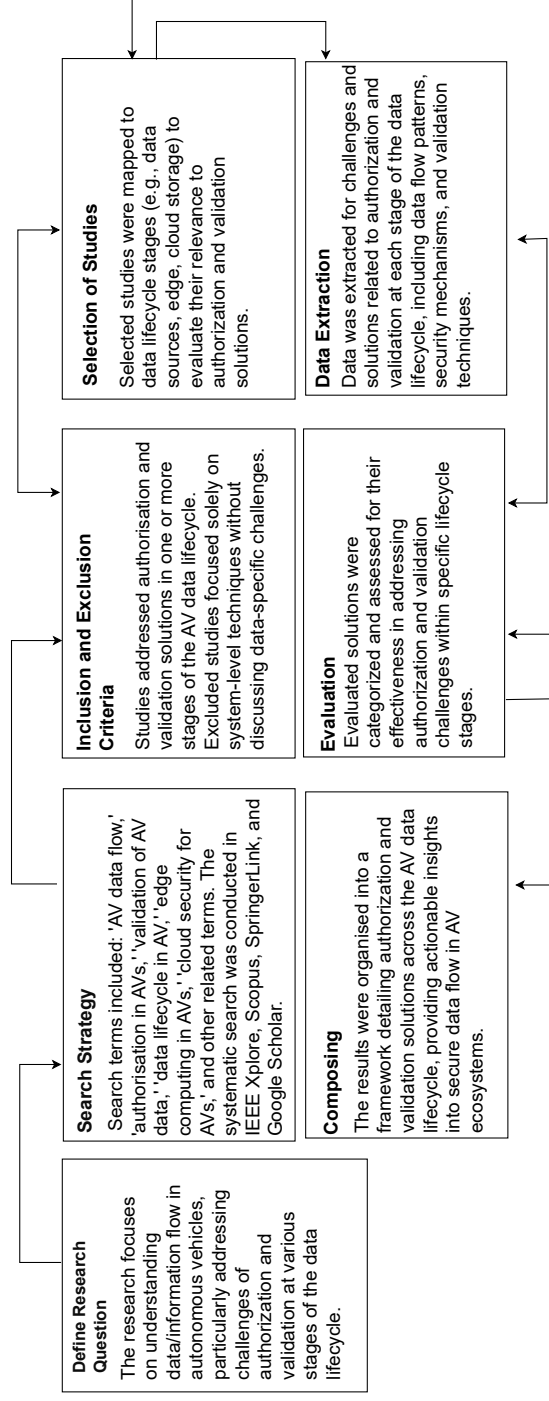 Define Research
Question
The research focuses
on understanding
data/information flow in
autonomous vehicles,
particularly addressing
challenges of
authorization and
validation at various
stages of the data
lifecycle.
Search Strategy
Search terms included: 'AV data flow,'
'authorisation in AVs,' 'validation of AV
data,' 'data lifecycle in AV,' 'edge
computing in AVs,' 'cloud security for
AVs,' and other related terms. The
systematic search was conducted in
IEEE Xplore, Scopus, SpringerLink, and
Google Scholar.
Inclusion and Exclusion
Criteria
Studies addressed authorisation and
validation solutions in one or more
stages of the AV data lifecycle.
Excluded studies focused solely on
system-level techniques without
discussing data-specific challenges.
Selection of Studies
Selected studies were mapped to
data lifecycle stages (e.g., data
sources, edge, cloud storage) to
evaluate their relevance to
authorization and validation
solutions.
Data Extraction
Data was extracted for challenges and
solutions related to authorization and
validation at each stage of the data
lifecycle, including data flow patterns,
security mechanisms, and validation
techniques.
Evaluation
Evaluated solutions were
categorized and assessed for their
effectiveness in addressing
authorization and validation
challenges within specific lifecycle
stages.
Composing
The results were organised into a
framework detailing authorization and
validation solutions across the AV data
lifecycle, providing actionable insights
into secure data flow in AV
ecosystems.